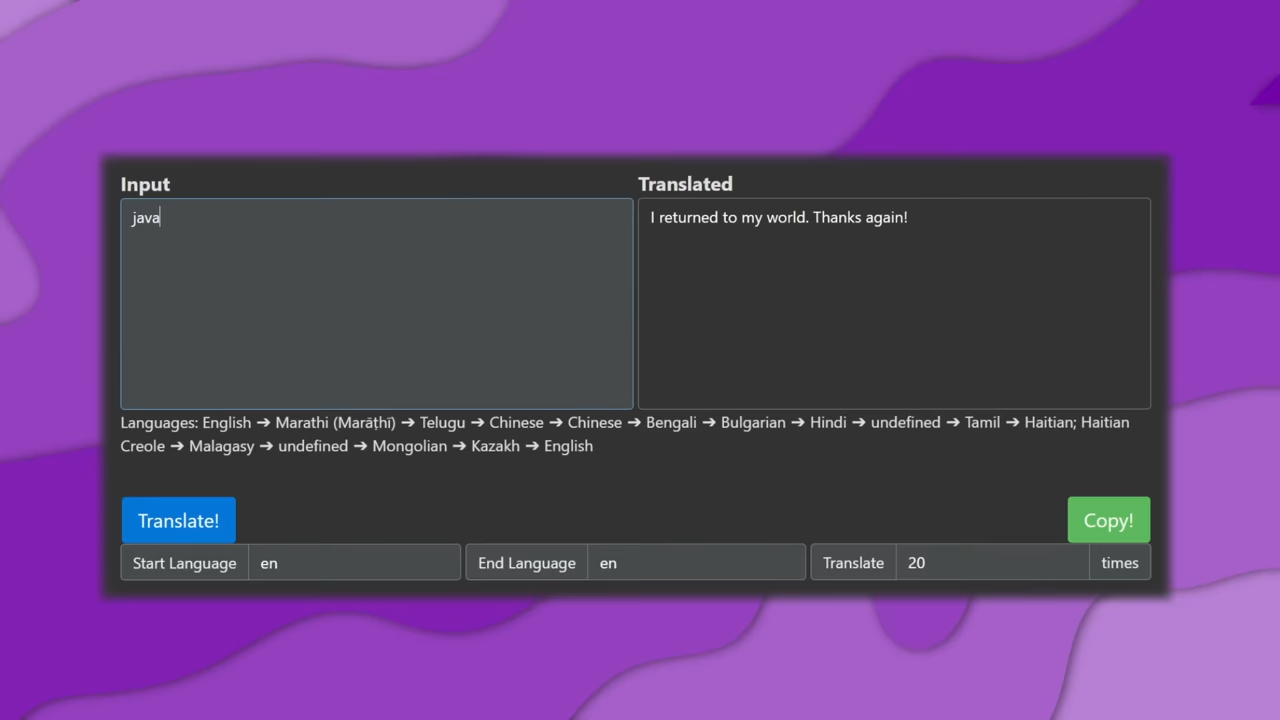 Input
Translated
java
I returned to my world. Thanks again!
Languages: English ➔ Marathi (Marāṭhī) ➔ Telugu ➔ Chinese ➔ Chinese ➔ Bengali ➔ Bulgarian ➔ Hindi ➔ undefined ➔ Tamil ➔ Haitian; Haitian
Creole ➔ Malagasy ➔ undefined ➔ Mongolian ➔ Kazakh ➔ English
Translate!
Copy!
Start Language en End Language en Translate 20 times